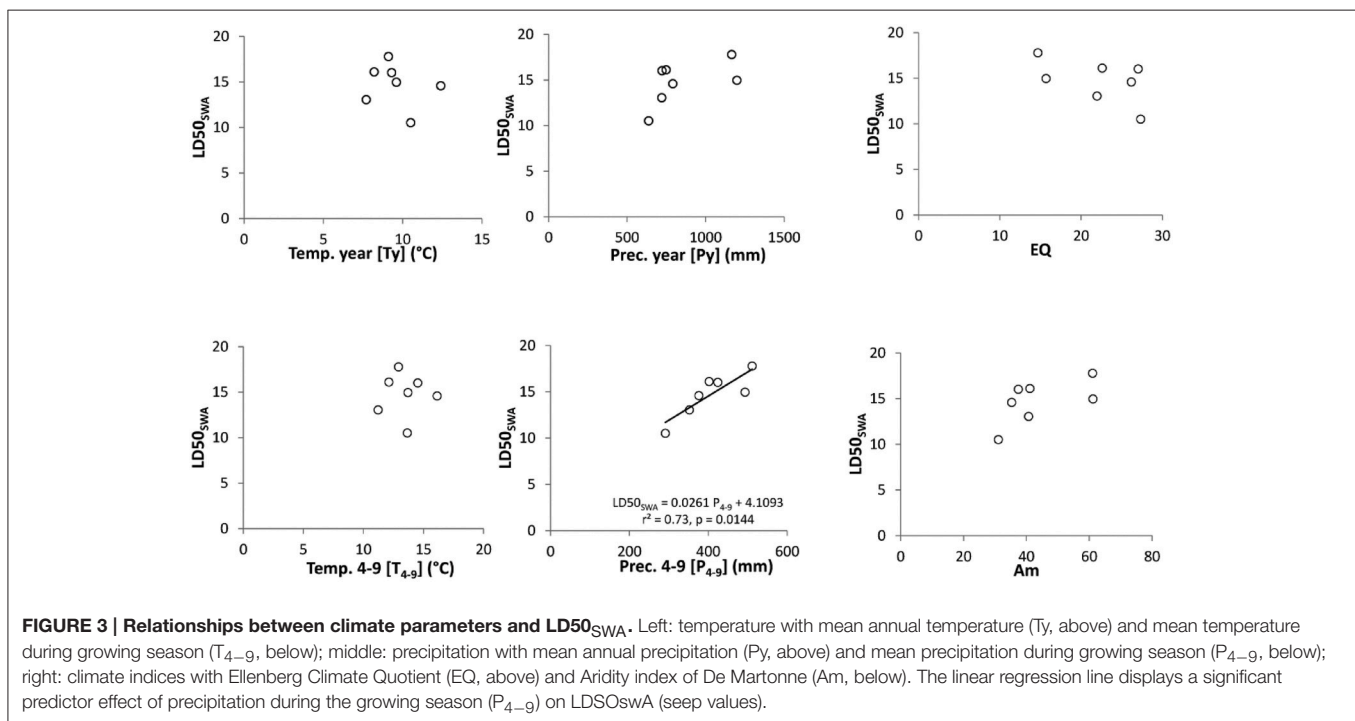 20
15
10
5
0
LD50SWA
0 5 10 15
Temp. year [Ty] (°C)
20
15
10
5
0
LD50SWA
0 500 1000 1500
Prec. year [Py] (mm)
20
15
10
5
0
LD50SWA
0 10 20 30
EQ
20
15
10
5
0
LD50SWA
0 5 10 15 20
Temp. 4-9 [T4-9] (°C)
20
15
10
5
0
LD50SWA
LD50SWA = 0.0261 P4-9 + 4.1093
r² = 0.73, p = 0.0144
0 200 400 600
Prec. 4-9 [P4-9] (mm)
20
15
10
5
0
LD50SWA
0 20 40 60 80
Am
FIGURE 3 | Relationships between climate parameters and LD50SWA. Left: temperature with mean annual temperature (Ty, above) and mean temperature
during growing season (T4−9, below); middle: precipitation with mean annual precipitation (Py, above) and mean precipitation during growing season (P4−9, below);
right: climate indices with Ellenberg Climate Quotient (EQ, above) and Aridity index of De Martonne (Am, below). The linear regression line displays a significant
predictor effect of precipitation during the growing season (P4−9) on LDSOswA (seep values).